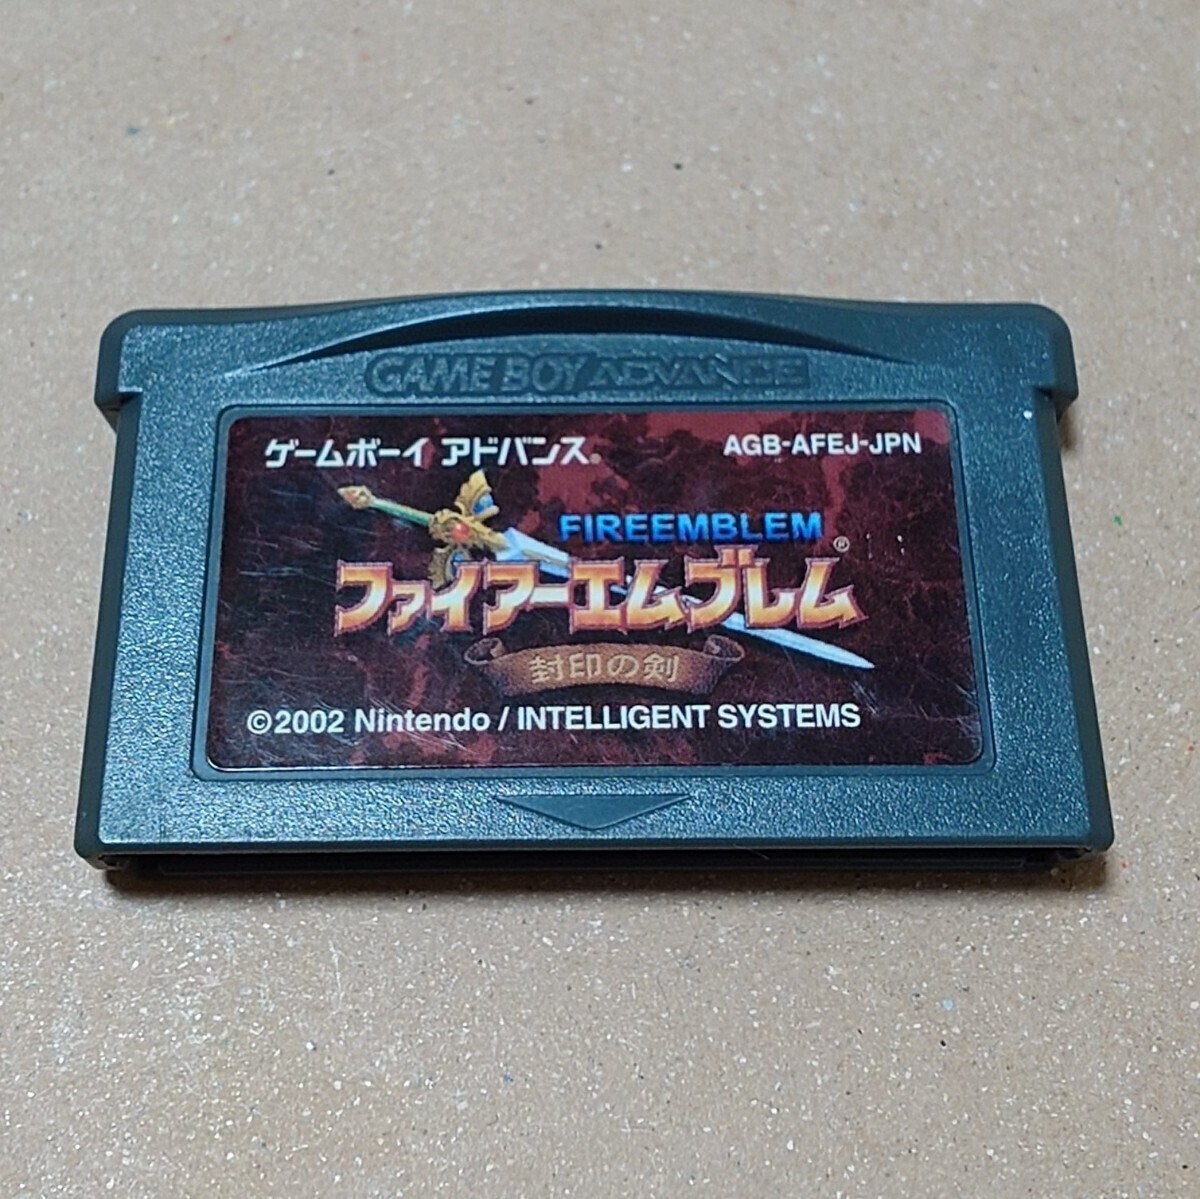 GAME BOY ADVANCE
ゲームボーイ アドバンス® AGB-AFEJ-JPN
FIREEMBLEM
ファイアーエムブレム®
封印の剣
©2002 Nintendo / INTELLIGENT SYSTEMS